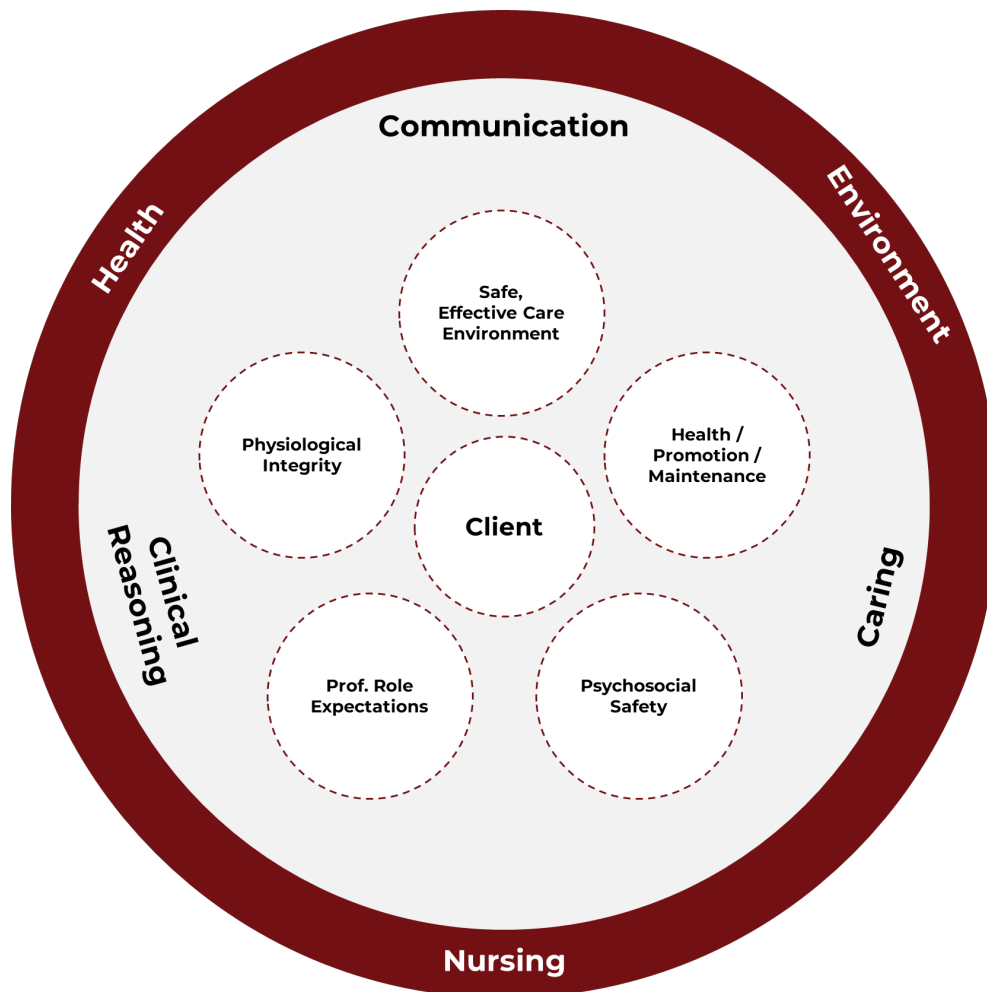 Communication
Health
Environment
Safe,
Effective Care
Environment
Physiological
Integrity
Health /
Promotion /
Maintenance
Client
Clinical
Reasoning
Caring
Prof. Role
Expectations
Psychosocial
Safety
Nursing